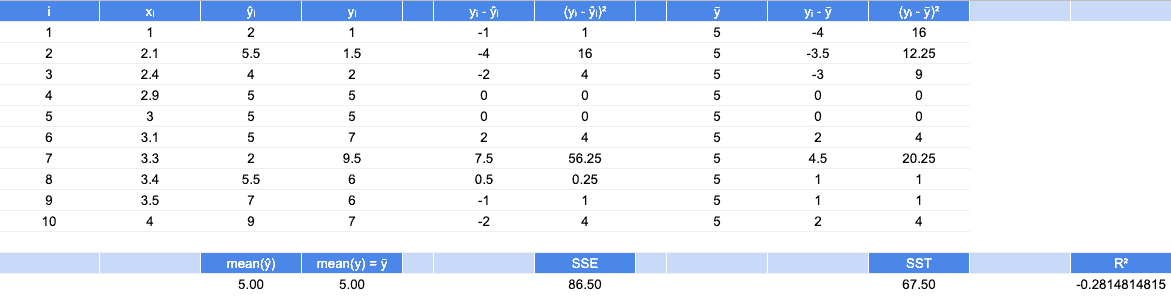 i xᵢ ŷᵢ yᵢ yᵢ - ŷᵢ (yᵢ - ŷᵢ)² ȳ yᵢ - ȳ (yᵢ - ȳ)²
1 1 2 1 -1 1 5 -4 16
2 2.1 5.5 1.5 -4 16 5 -3.5 12.25
3 2.4 4 2 -2 4 5 -3 9
4 2.9 5 5 0 0 5 0 0
5 3 5 5 0 0 5 0 0
6 3.1 5 7 2 4 5 2 4
7 3.3 2 9.5 7.5 56.25 5 4.5 20.25
8 3.4 5.5 6 0.5 0.25 5 1 1
9 3.5 7 6 -1 1 5 1 1
10 4 9 7 -2 4 5 2 4
mean(ŷ) mean(y) = ȳ SSE SST R²
5.00 5.00 86.50 67.50 -0.2814814815